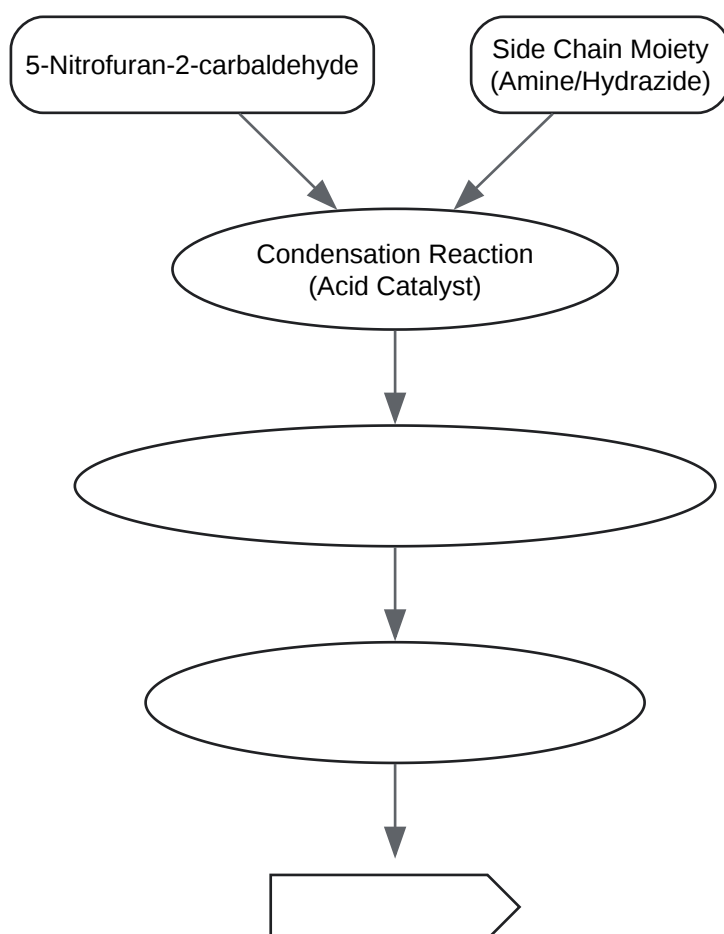 5-Nitrofuran-2-carbaldehyde
Side Chain Moiety
(Amine/Hydrazide)
Condensation Reaction
(Acid Catalyst)